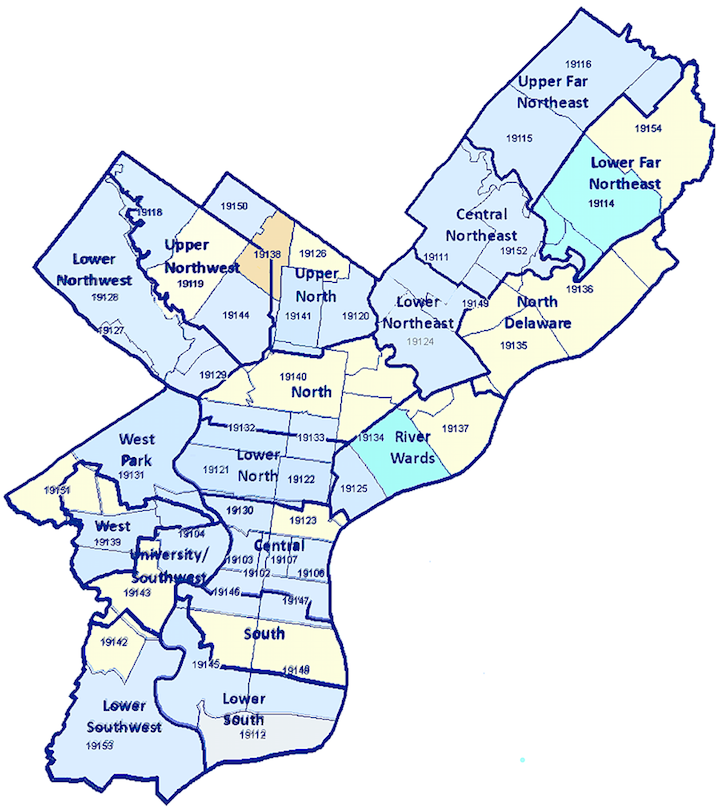 19116
Upper Far
Northeast
19154
19115
Lower Far
Northeast
19114
19150
19118
Central
Northeast
Upper
Northwest
19138
19126
19152
19111
Lower
Northwest
19128
19119
Upper
North
19136
19141
19120
Lower
Northeast
19149
North
Delaware
19144
19124
19135
19127
19129
19140
North
19132
19133
19134
River
Wards
19137
West
Park
19131
19121
Lower
North
19122
19125
19151
19130
19123
West
19139
19104
University/
Southwest
Central
19103
19107
19102
19106
19143
19146
19147
South
19142
19145
19148
Lower
Southwest
19153
Lower
South
19112